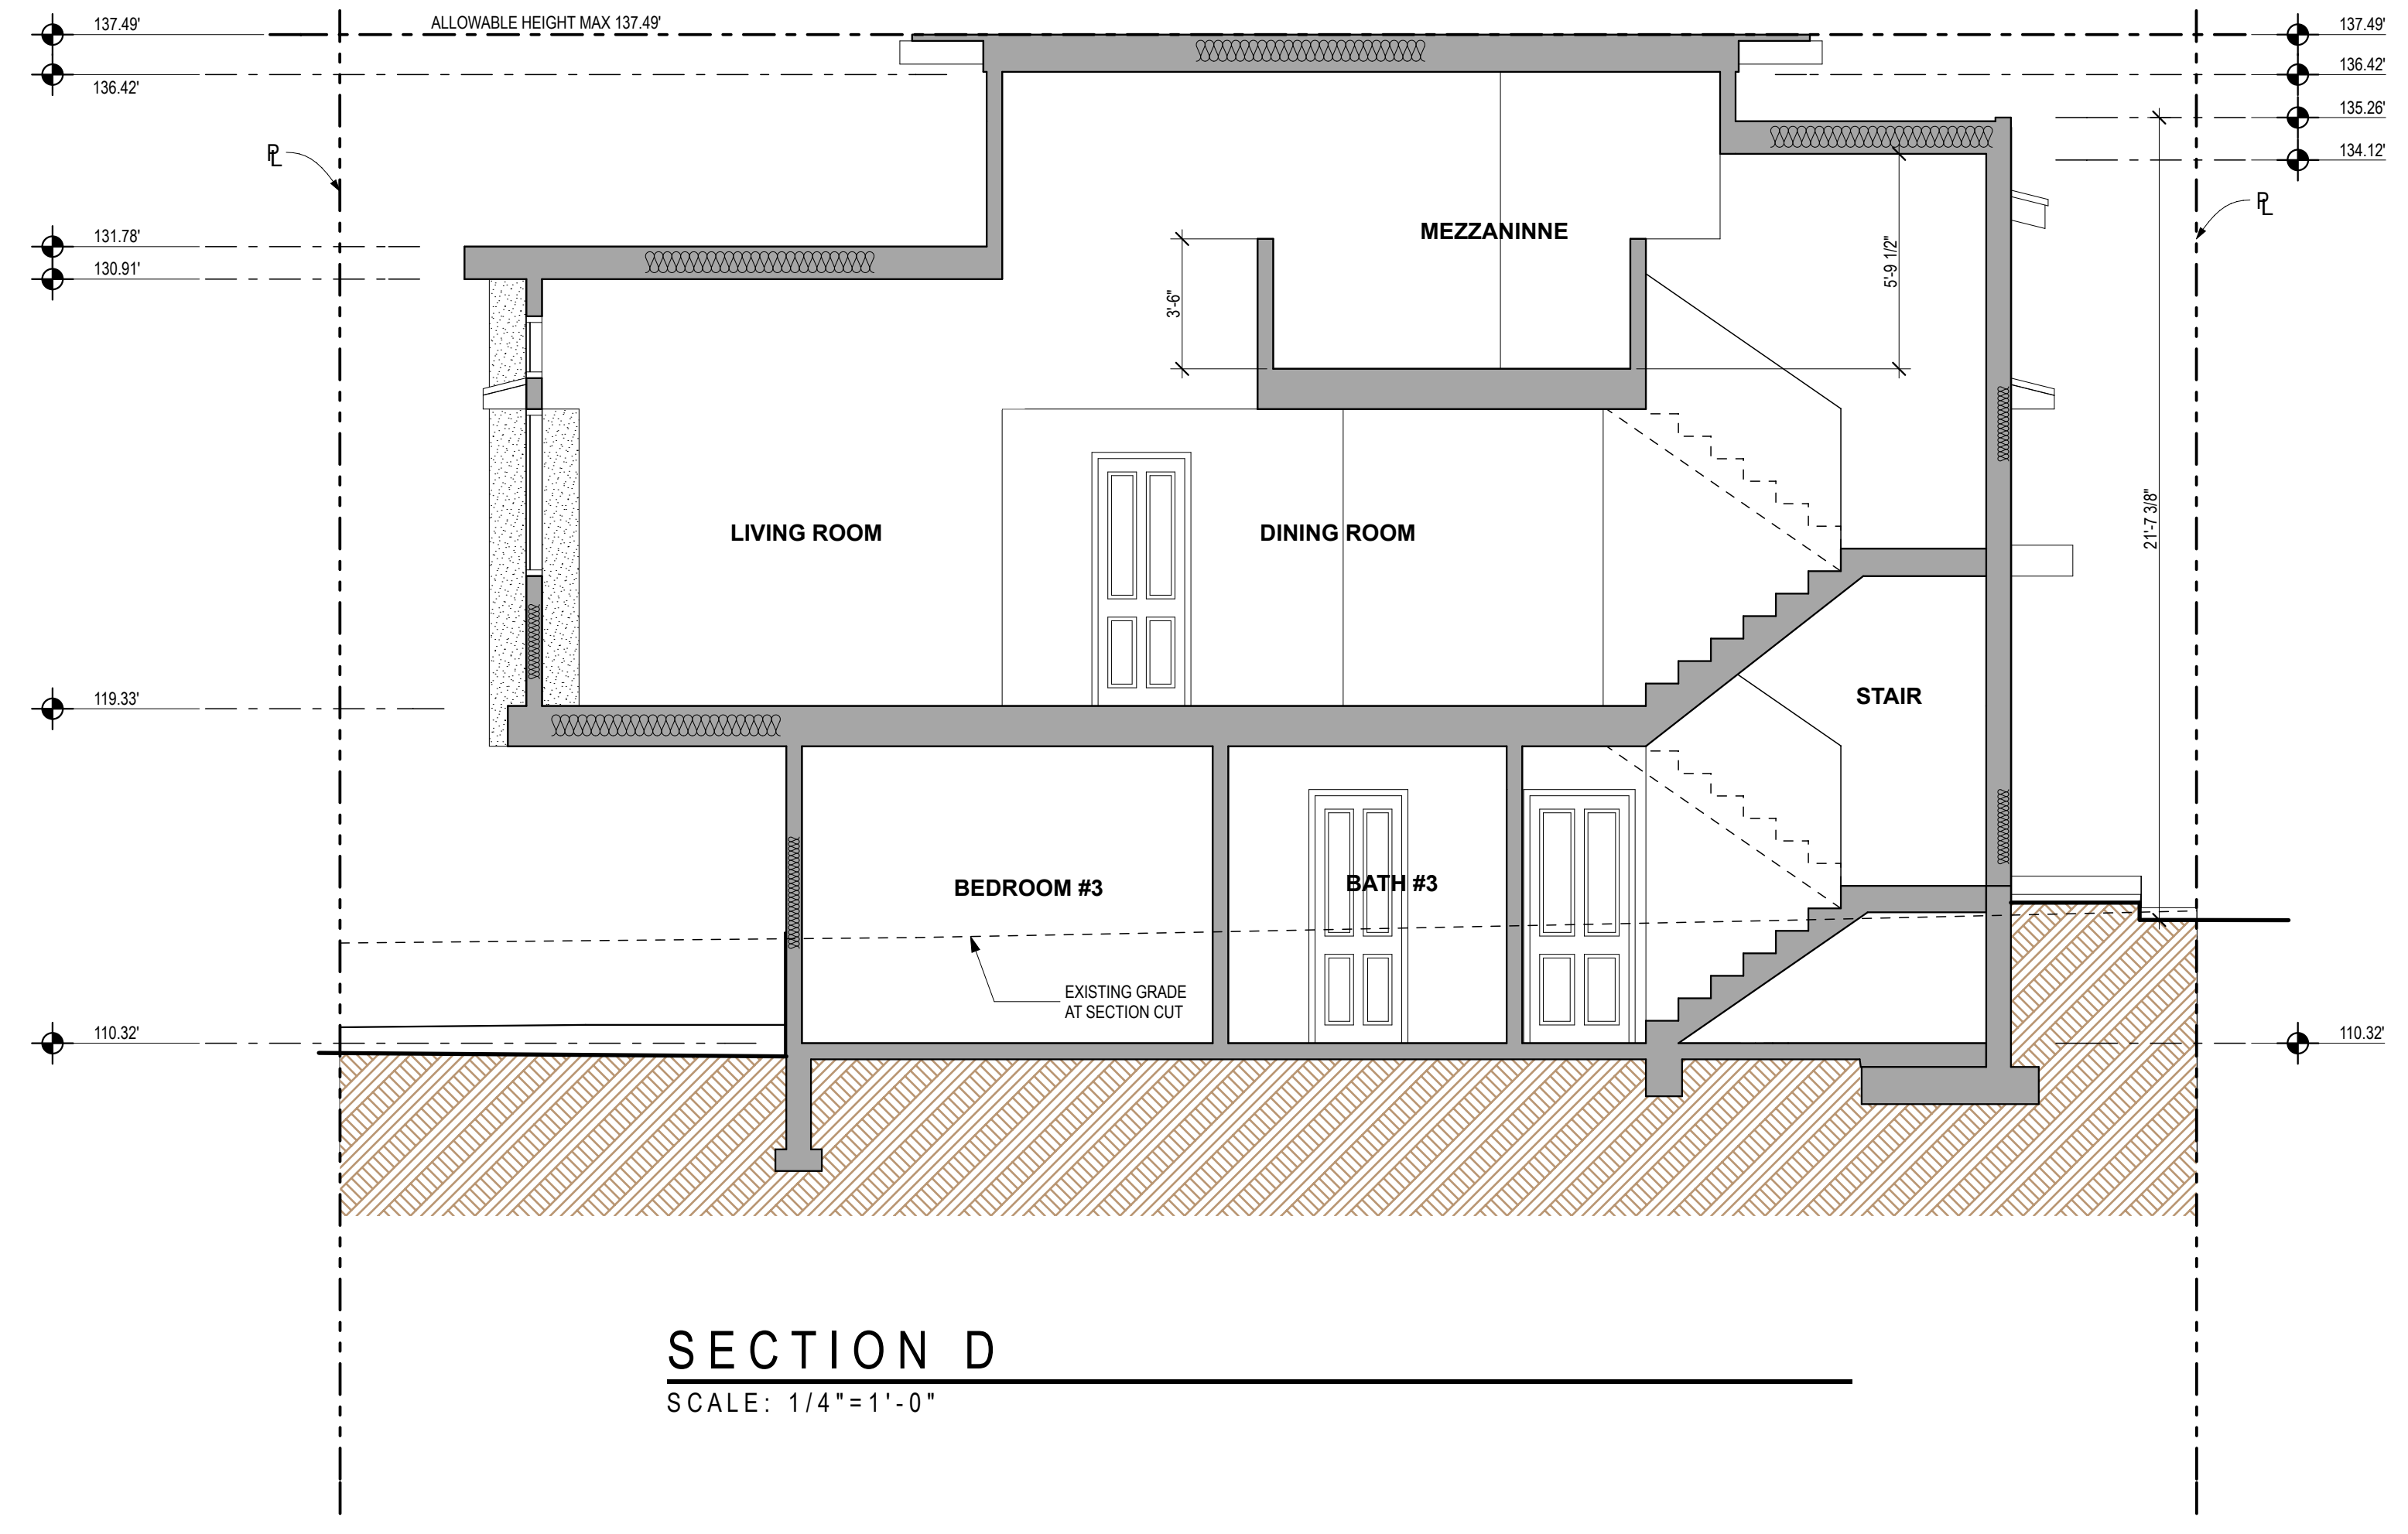 137.49'
ALLOWABLE HEIGHT MAX 137.49'
137.49'
136.42'
136.42'
135.26'
134.12'
PL
PL
131.78'
130.91'
MEZZANINNE
3'-6"
5'-9 1/2"
LIVING ROOM
DINING ROOM
21'-7 3/8"
119.33'
STAIR
BEDROOM #3
BATH #3
EXISTING GRADE
AT SECTION CUT
110.32'
110.32'
SECTION D
SCALE: 1/4"=1'-0"